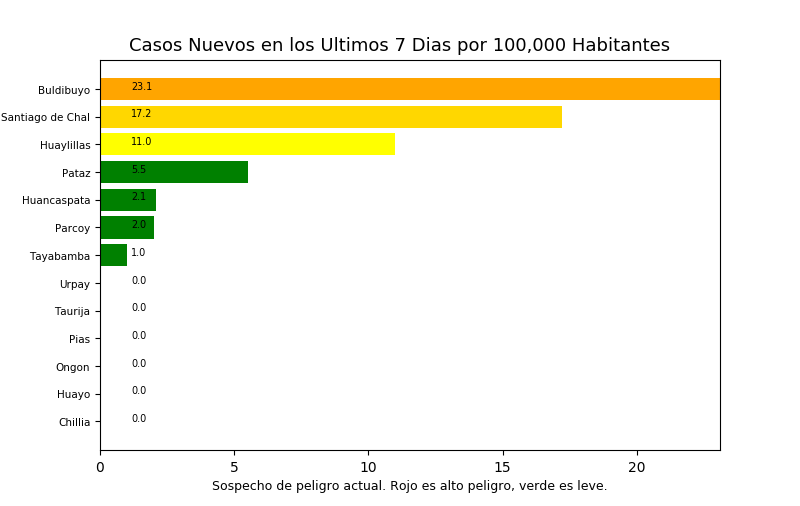 Casos Nuevos en los Ultimos 7 Dias por 100,000 Habitantes
Buldibuyo 23.1
Santiago de Chal 17.2
Huaylillas 11.0
Pataz 5.5
Huancaspata 2.1
Parcoy 2.0
Tayabamba 1.0
Urpay 0.0
Taurija 0.0
Pias 0.0
Ongon 0.0
Huayo 0.0
Chillia 0.0
0 5 10 15 20
Sospecho de peligro actual. Rojo es alto peligro, verde es leve.